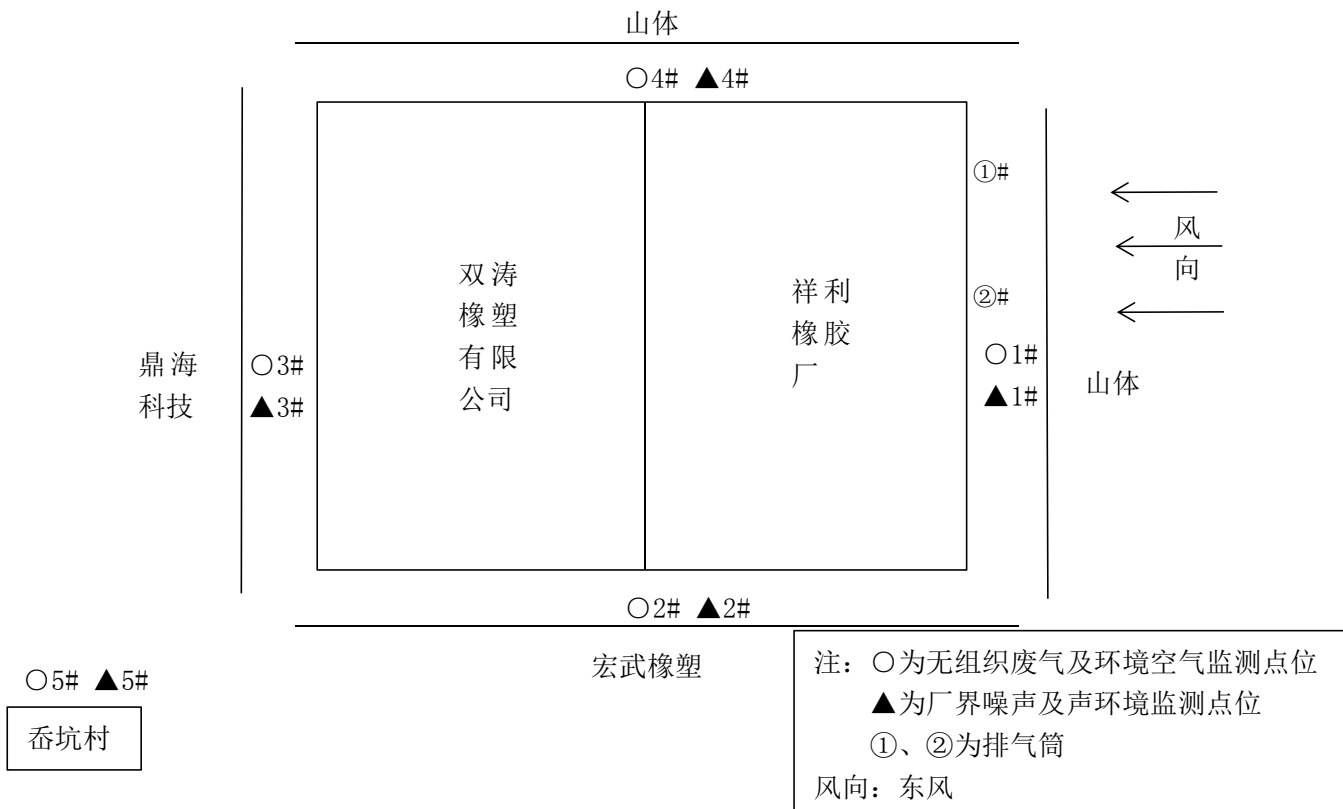 山体
○4# ▲4#
①#
风
向
②#
双涛
橡塑
有限
公司
祥利
橡胶
厂
鼎海
科技
○3#
▲3#
○1#
▲1#
山体
○2# ▲2#
宏武橡塑
○5# ▲5#
岙坑村
注：○为无组织废气及环境空气监测点位
▲为厂界噪声及声环境监测点位
①、②为排气筒
风向：东风